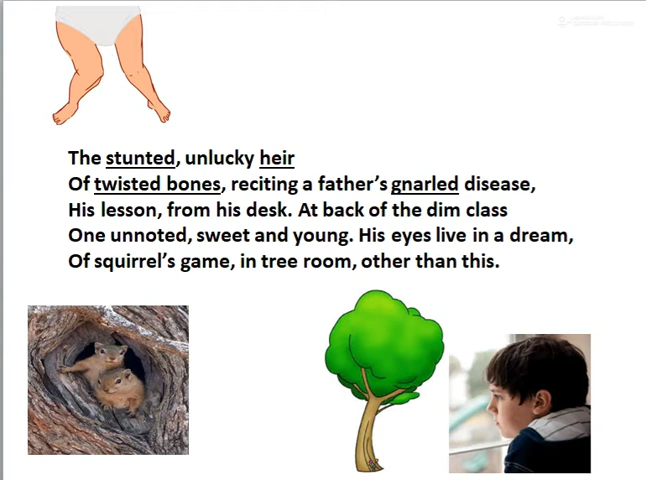 The stunted, unlucky heir
Of twisted bones, reciting a father's gnarled disease,
His lesson, from his desk. At back of the dim class
One unnoted, sweet and young. His eyes live in a dream,
Of squirrel's game, in tree room, other than this.